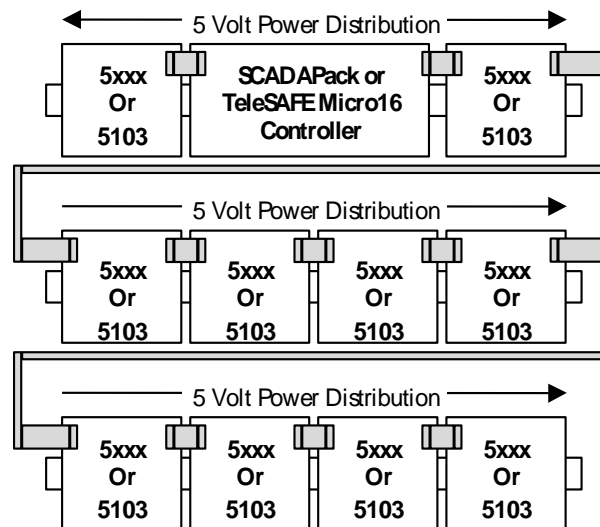 5 Volt Power Distribution
5xxx
Or
5103
SCADAPack or
TeleSAFE Micro16
Controller
5xxx
Or
5103
5 Volt Power Distribution
5xxx
Or
5103
5xxx
Or
5103
5xxx
Or
5103
5xxx
Or
5103
5 Volt Power Distribution
5xxx
Or
5103
5xxx
Or
5103
5xxx
Or
5103
5xxx
Or
5103